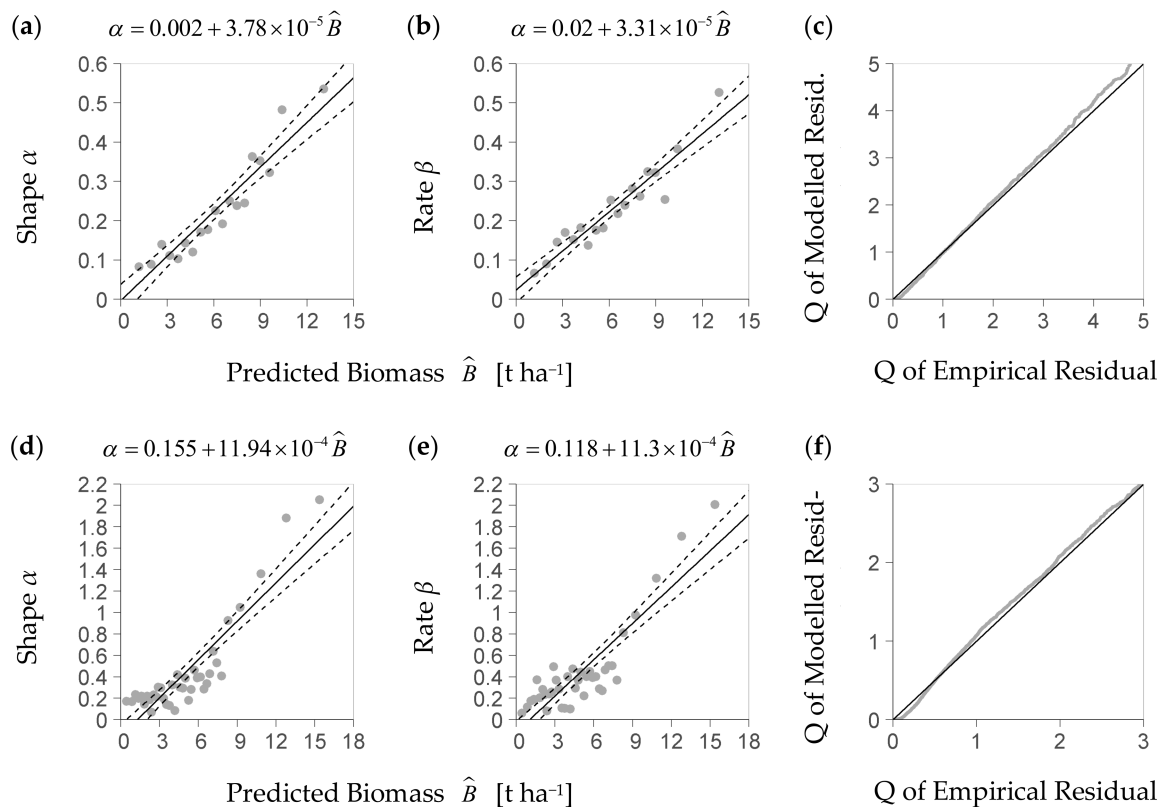 (a) α = 0.002 + 3.78×10⁻⁵ B̂
Shape α
0.6
0.5
0.4
0.3
0.2
0.1
0
0 3 6 9 12 15
(b) α = 0.02 + 3.31×10⁻⁵ B̂
Rate β
0.6
0.5
0.4
0.3
0.2
0.1
0
0 3 6 9 12 15
Predicted Biomass B̂ [t ha⁻¹]
(c)
Q of Modelled Resid.
5
4
3
2
1
0
0 1 2 3 4 5
Q of Empirical Residual
(d) α = 0.155 + 11.94×10⁻⁴ B̂
Shape α
2.2
2
1.8
1.6
1.4
1.2
1
0.8
0.6
0.4
0.2
0
0 3 6 9 12 15 18
(e) α = 0.118 + 11.3×10⁻⁴ B̂
Rate β
2.2
2
1.8
1.6
1.4
1.2
1
0.8
0.6
0.4
0.2
0
0 3 6 9 12 15 18
Predicted Biomass B̂ [t ha⁻¹]
(f)
Q of Modelled Resid-
3
2
1
0
0 1 2 3
Q of Empirical Residual